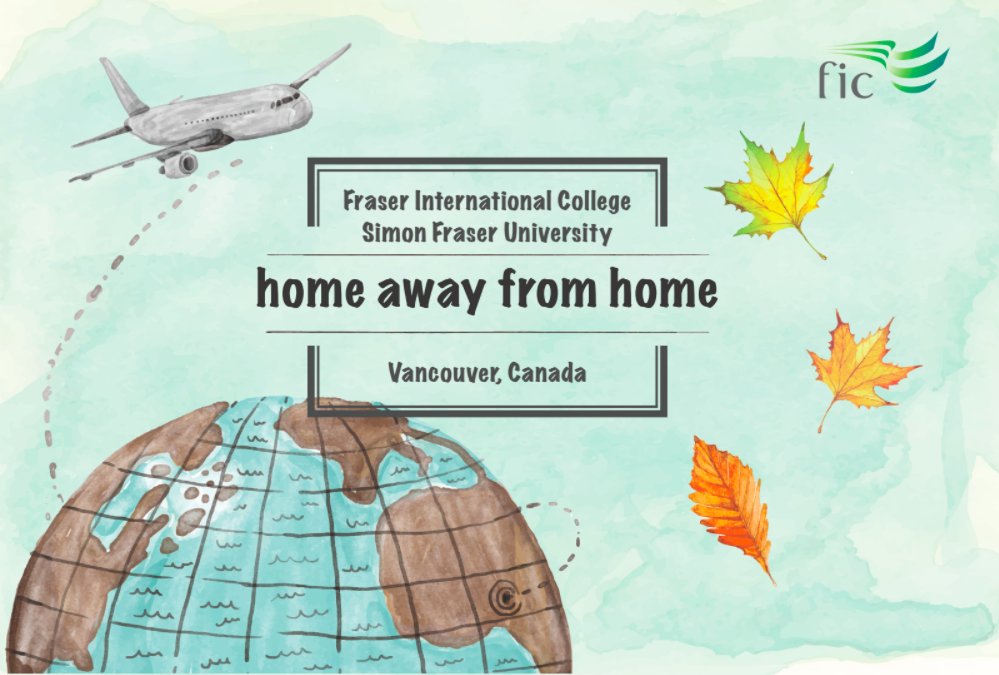 fic
Fraser International College
Simon Fraser University
home away from home
Vancouver, Canada